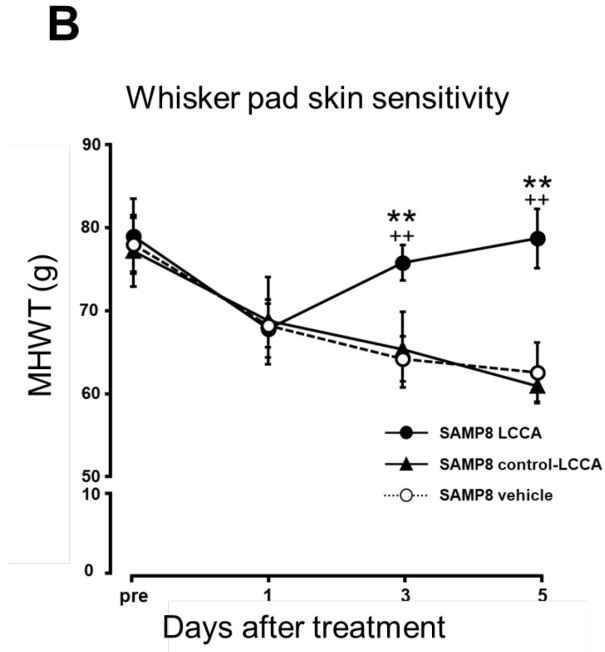 B
Whisker pad skin sensitivity
90
80
70
60
50
10
0
MHWT (g)
**
++
**
++
SAMP8 LCCA
SAMP8 control-LCCA
SAMP8 vehicle
pre 1 3 5
Days after treatment